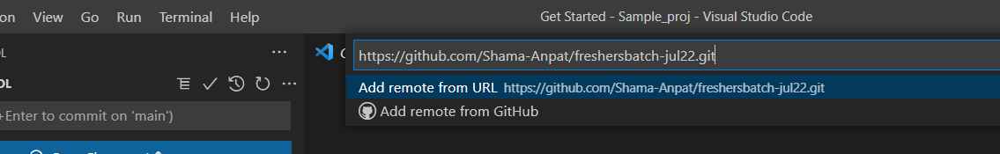 on View Go Run Terminal Help Get Started - Sample_proj - Visual Studio Code
OL
https://github.com/Shama-Anpat/freshersbatch-jul22.git
OL
Add remote from URL https://github.com/Shama-Anpat/freshersbatch-jul22.git
+Enter to commit on 'main')
Add remote from GitHub